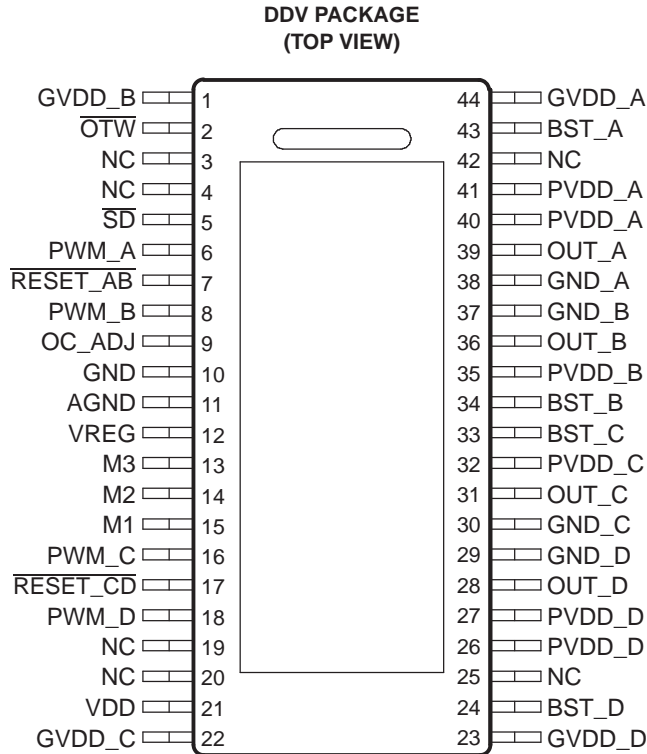 DDV PACKAGE
(TOP VIEW)
GVDD_B 1 44 GVDD_A
O̅T̅W̅ 2 43 BST_A
NC 3 42 NC
NC 4 41 PVDD_A
S̅D̅ 5 40 PVDD_A
PWM_A 6 39 OUT_A
R̅E̅S̅E̅T̅_̅A̅B̅ 7 38 GND_A
PWM_B 8 37 GND_B
OC_ADJ 9 36 OUT_B
GND 10 35 PVDD_B
AGND 11 34 BST_B
VREG 12 33 BST_C
M3 13 32 PVDD_C
M2 14 31 OUT_C
M1 15 30 GND_C
PWM_C 16 29 GND_D
R̅E̅S̅E̅T̅_̅C̅D̅ 17 28 OUT_D
PWM_D 18 27 PVDD_D
NC 19 26 PVDD_D
NC 20 25 NC
VDD 21 24 BST_D
GVDD_C 22 23 GVDD_D